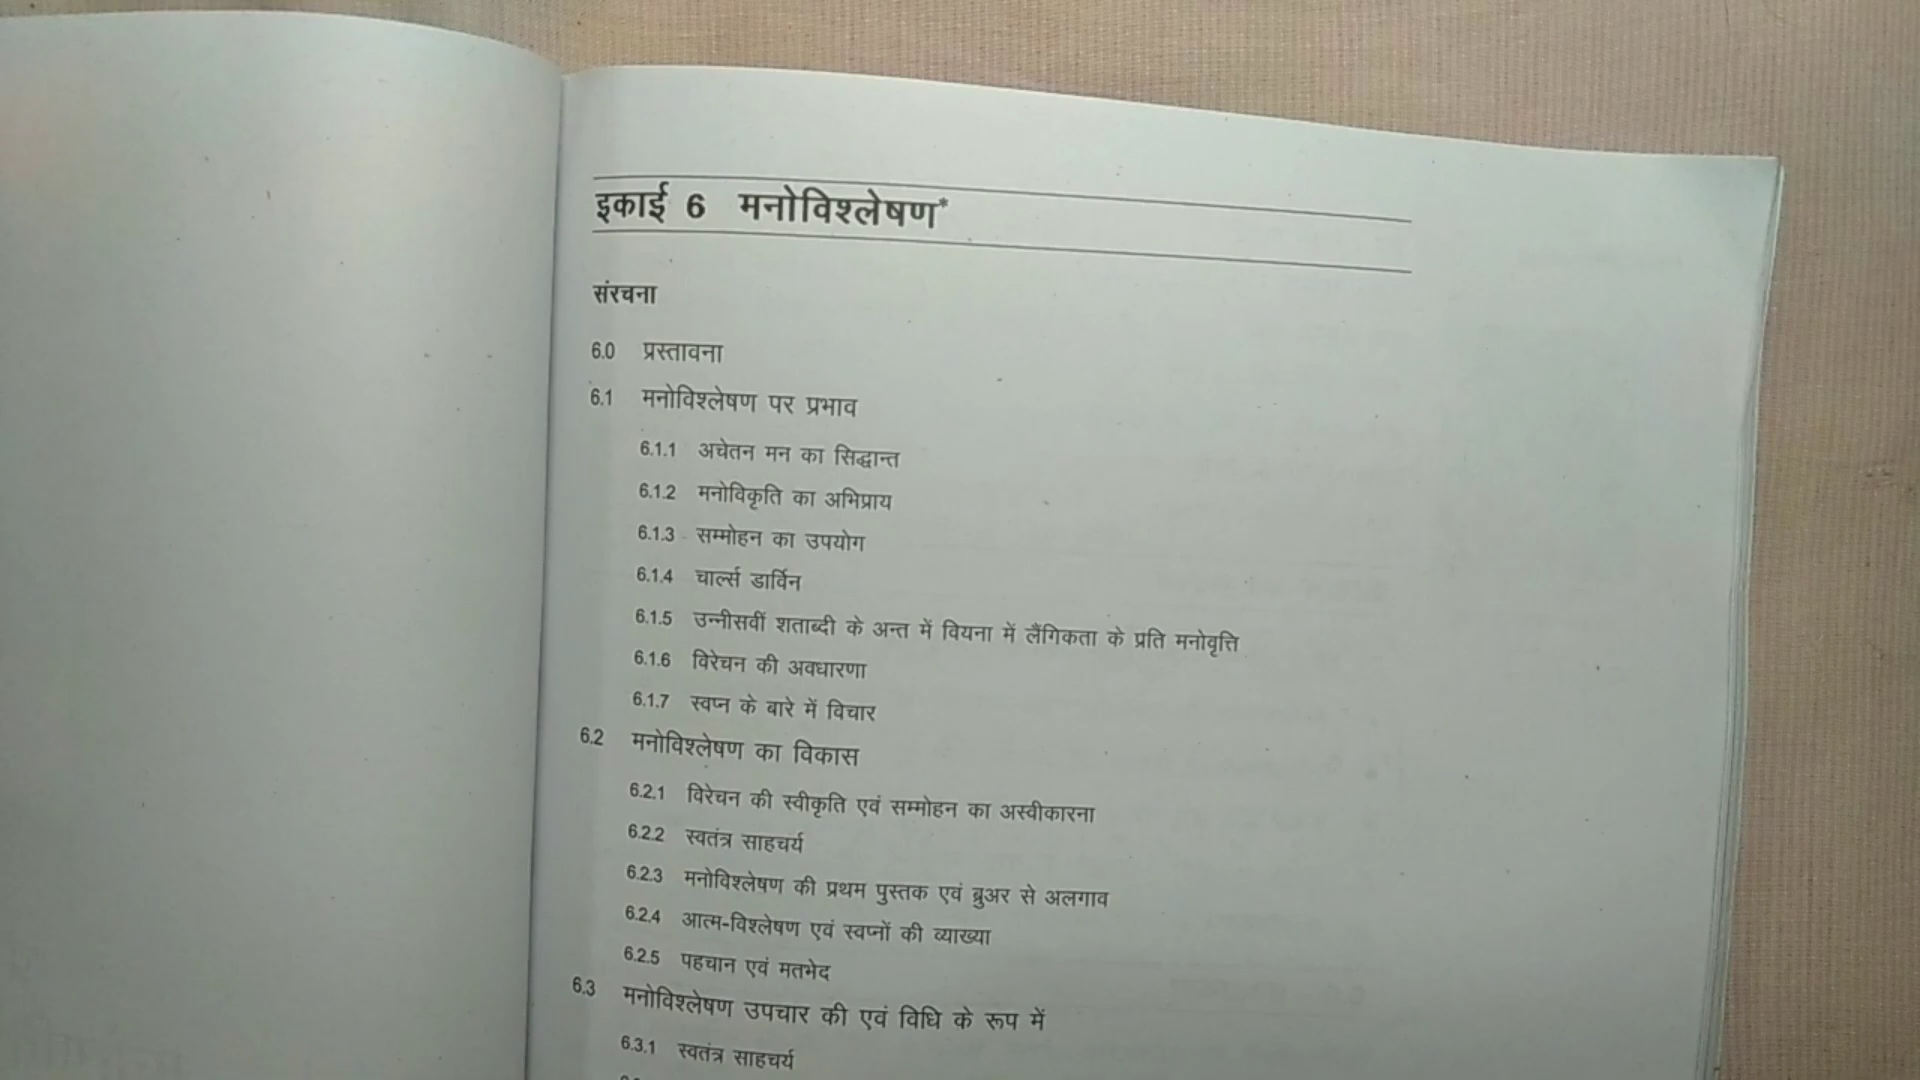 इकाई 6 मनोविश्लेषण*
संरचना
6.0 प्रस्तावना
6.1 मनोविश्लेषण पर प्रभाव
6.1.1 अचेतन मन का सिद्धान्त
6.1.2 मनोविकृति का अभिप्राय
6.1.3 सम्मोहन का उपयोग
6.1.4 चार्ल्स डार्विन
6.1.5 उन्नीसवीं शताब्दी के अन्त में वियना में लैंगिकता के प्रति मनोवृत्ति
6.1.6 विरेचन की अवधारणा
6.1.7 स्वप्न के बारे में विचार
6.2 मनोविश्लेषण का विकास
6.2.1 विरेचन की स्वीकृति एवं सम्मोहन का अस्वीकारना
6.2.2 स्वतंत्र साहचर्य
6.2.3 मनोविश्लेषण की प्रथम पुस्तक एवं ब्रुअर से अलगाव
6.2.4 आत्म-विश्लेषण एवं स्वप्नों की व्याख्या
6.2.5 पहचान एवं मतभेद
6.3 मनोविश्लेषण उपचार की एवं विधि के रूप में
6.3.1 स्वतंत्र साहचर्य